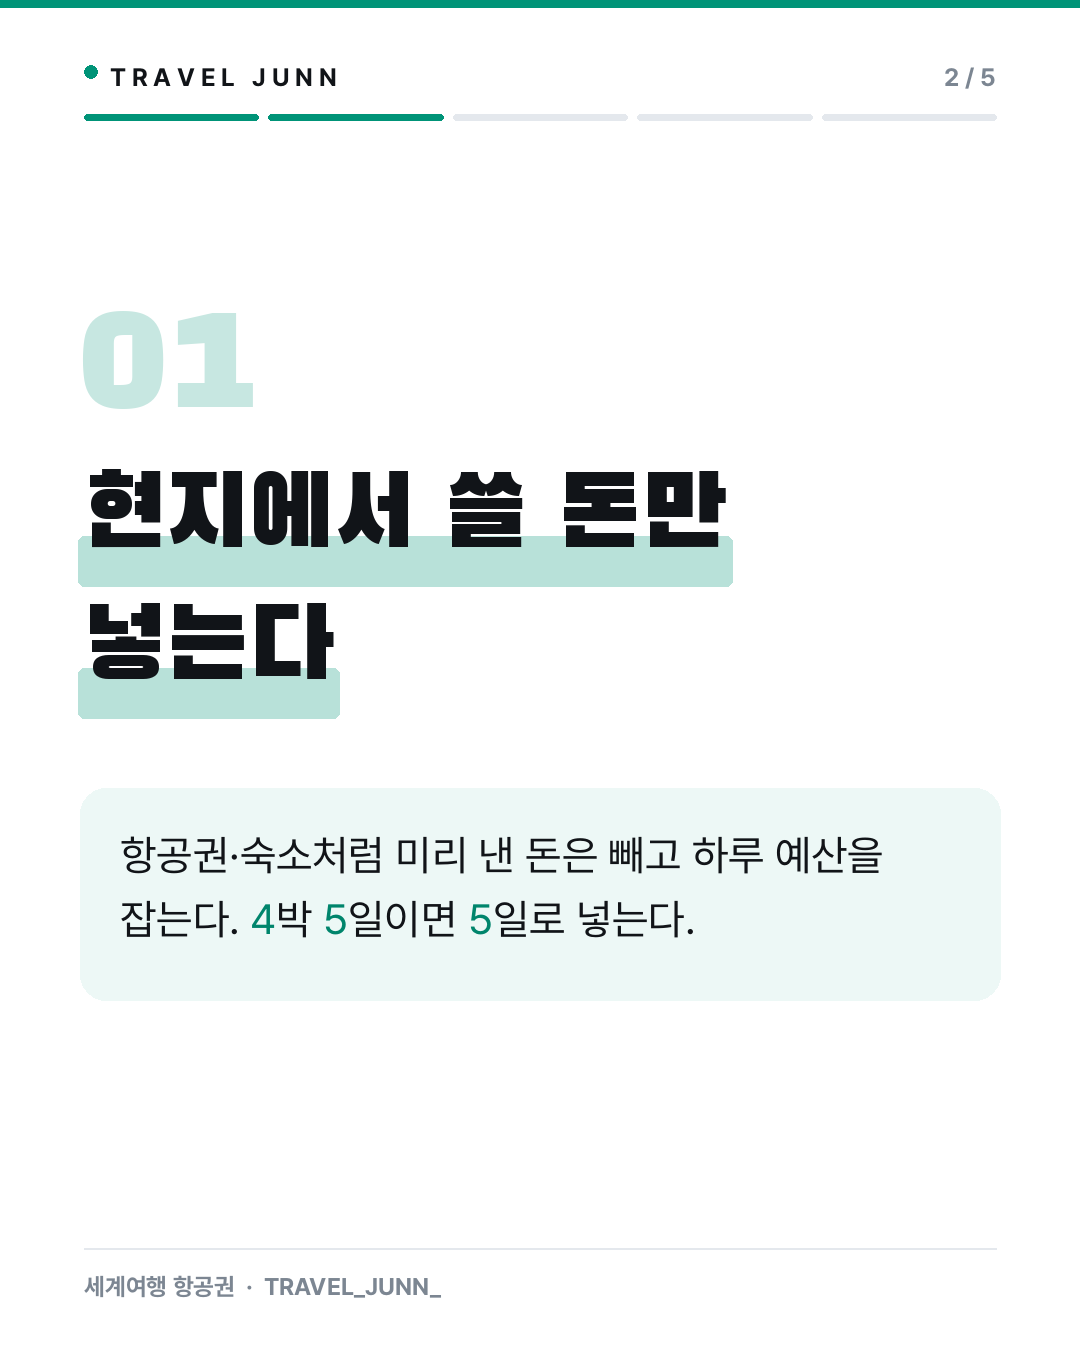 TRAVEL JUNN
2 / 5
01
현지에서 쓸 돈만
넣는다
항공권·숙소처럼 미리 낸 돈은 빼고 하루 예산을
잡는다. 4박 5일이면 5일로 넣는다.
세계여행 항공권 · TRAVEL_JUNN_